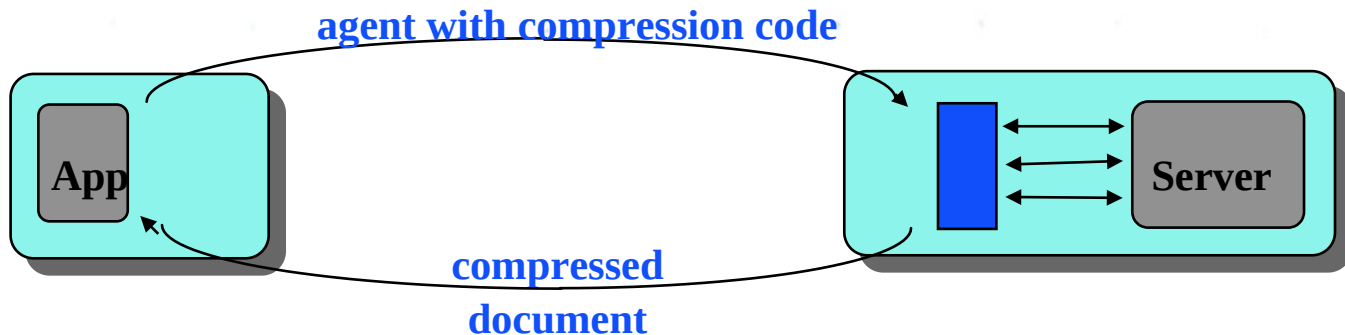 agent with compression code
App
Server
compressed
document